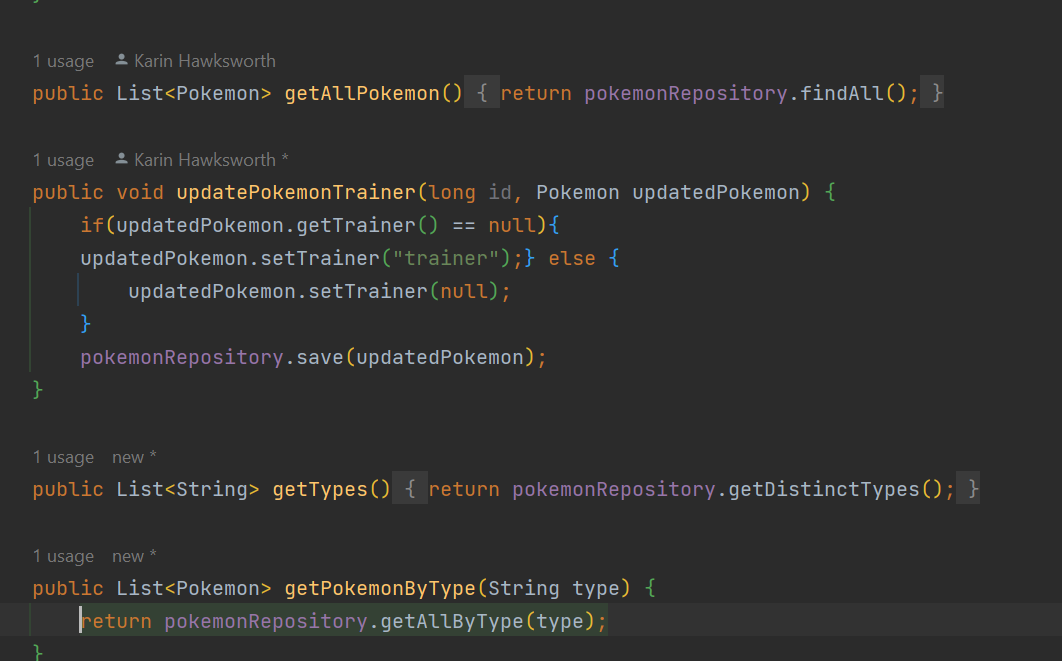 }
1 usage Karin Hawksworth
public List<Pokemon> getAllPokemon() { return pokemonRepository.findAll(); }
1 usage Karin Hawksworth *
public void updatePokemonTrainer(long id, Pokemon updatedPokemon) {
if(updatedPokemon.getTrainer() == null){
updatedPokemon.setTrainer("trainer");} else {
updatedPokemon.setTrainer(null);
}
pokemonRepository.save(updatedPokemon);
}
1 usage new *
public List<String> getTypes() { return pokemonRepository.getDistinctTypes(); }
1 usage new *
public List<Pokemon> getPokemonByType(String type) {
return pokemonRepository.getAllByType(type);
}